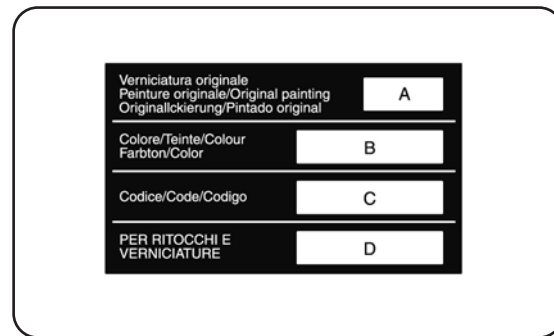 Verniciatura originale
Peinture originale/Original painting
Originallckierung/Pintado original
A
Colore/Teinte/Colour
Farbton/Color
B
Codice/Code/Codigo
C
PER RITOCCHI E
VERNICIATURE
D